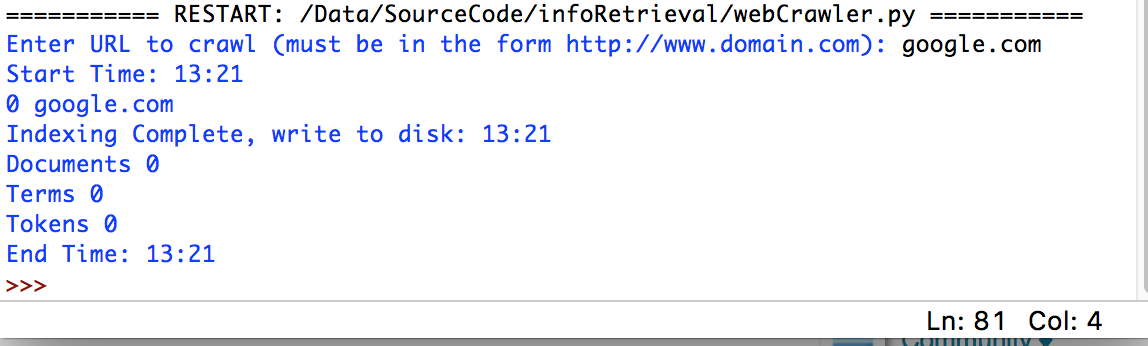 =========== RESTART: /Data/SourceCode/infoRetrieval/webCrawler.py ===========
Enter URL to crawl (must be in the form http://www.domain.com): google.com
Start Time: 13:21
0 google.com
Indexing Complete, write to disk: 13:21
Documents 0
Terms 0
Tokens 0
End Time: 13:21
>>>
Ln: 81 Col: 4
Community